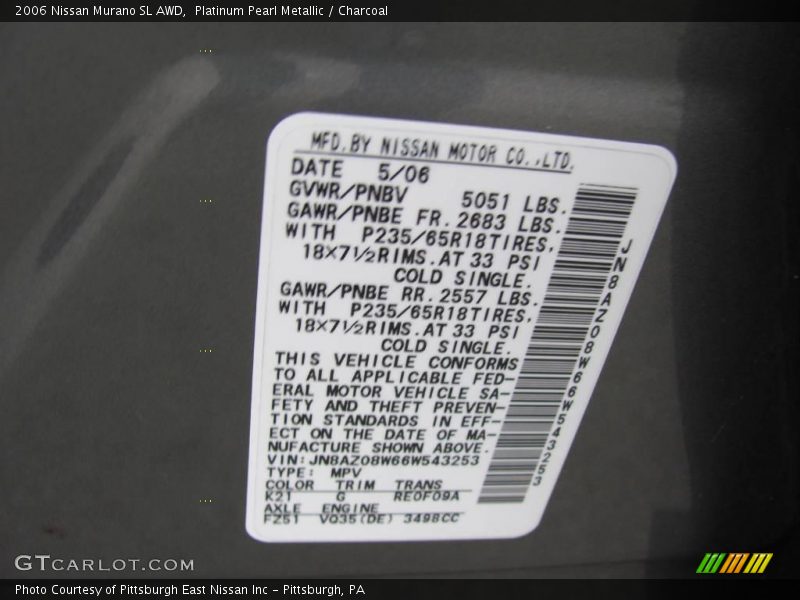 2006 Nissan Murano SL AWD,  Platinum Pearl Metallic / Charcoal
MFD.BY NISSAN MOTOR CO.,LTD.
DATE 5/06
GVWR/PNBV 5051 LBS.
GAWR/PNBE FR.2683 LBS.
WITH P235/65R18TIRES,
18×7½RIMS.AT 33 PSI
COLD SINGLE.
GAWR/PNBE RR.2557 LBS.
WITH P235/65R18TIRES,
18×7½RIMS.AT 33 PSI
COLD SINGLE.
THIS VEHICLE CONFORMS
TO ALL APPLICABLE FED-
ERAL MOTOR VEHICLE SA-
FETY AND THEFT PREVEN-
TION STANDARDS IN EFF-
ECT ON THE DATE OF MA-
NUFACTURE SHOWN ABOVE.
VIN:JN8AZ08W66W543253
TYPE: MPV
COLOR TRIM TRANS
K21 G RE0F09A
AXLE ENGINE
FZ51 VQ35(DE) 3498CC
JN8AZ08W66W543253
GTCARLOT.COM
Photo Courtesy of Pittsburgh East Nissan Inc - Pittsburgh, PA